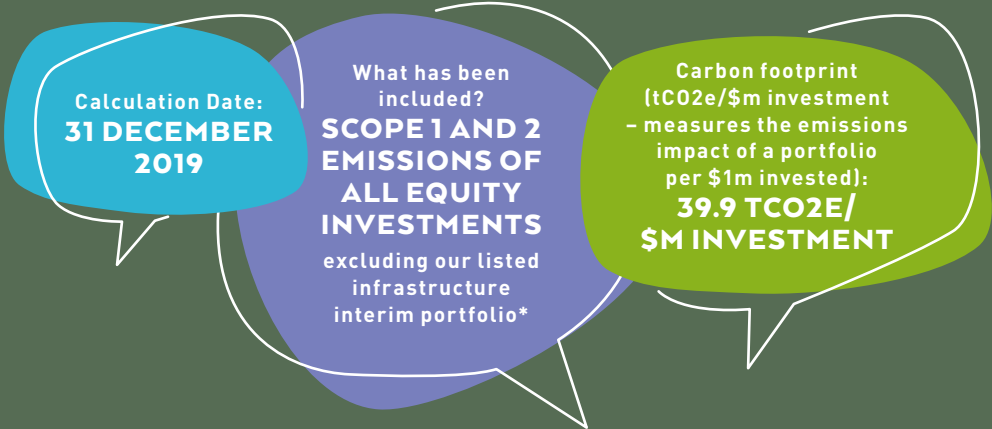 Calculation Date:
31 DECEMBER
2019
What has been
included?
SCOPE 1 AND 2
EMISSIONS OF
ALL EQUITY
INVESTMENTS
excluding our listed
infrastructure
interim portfolio*
Carbon footprint
(tCO2e/$m investment
– measures the emissions
impact of a portfolio
per $1m invested):
39.9 TCO2E/
$M INVESTMENT